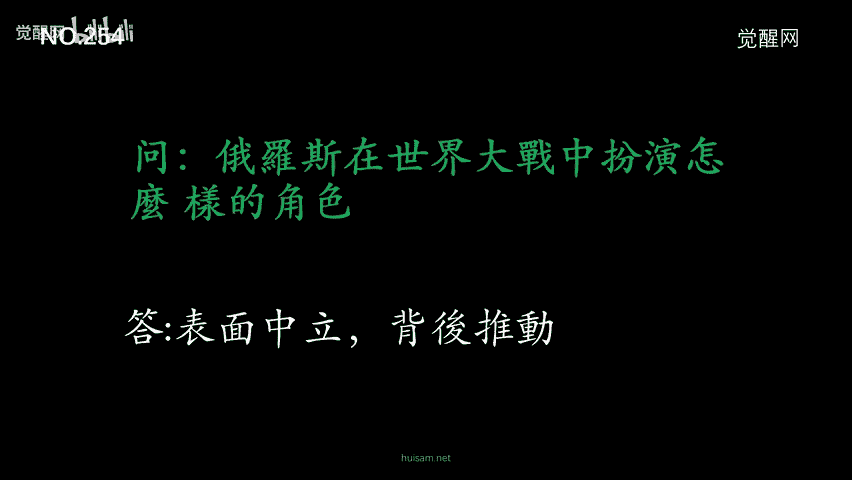 觉醒网
NO.254
bilibili
觉醒网
问：俄羅斯在世界大戰中扮演怎
麼 樣的角色
答:表面中立，背後推動
huisam.net